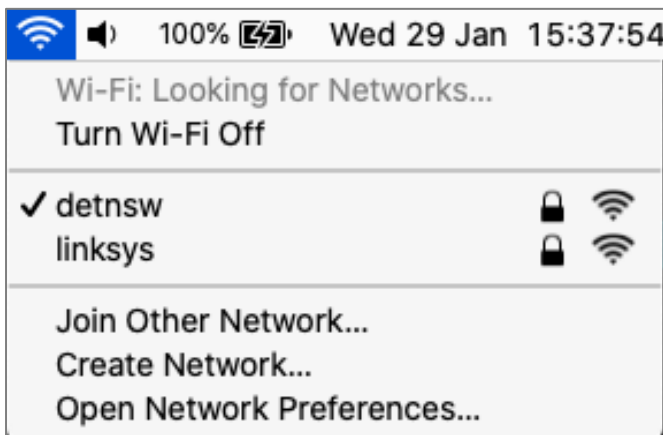 100% Wed 29 Jan 15:37:54
Wi-Fi: Looking for Networks...
Turn Wi-Fi Off
detnsw
linksys
Join Other Network...
Create Network...
Open Network Preferences...